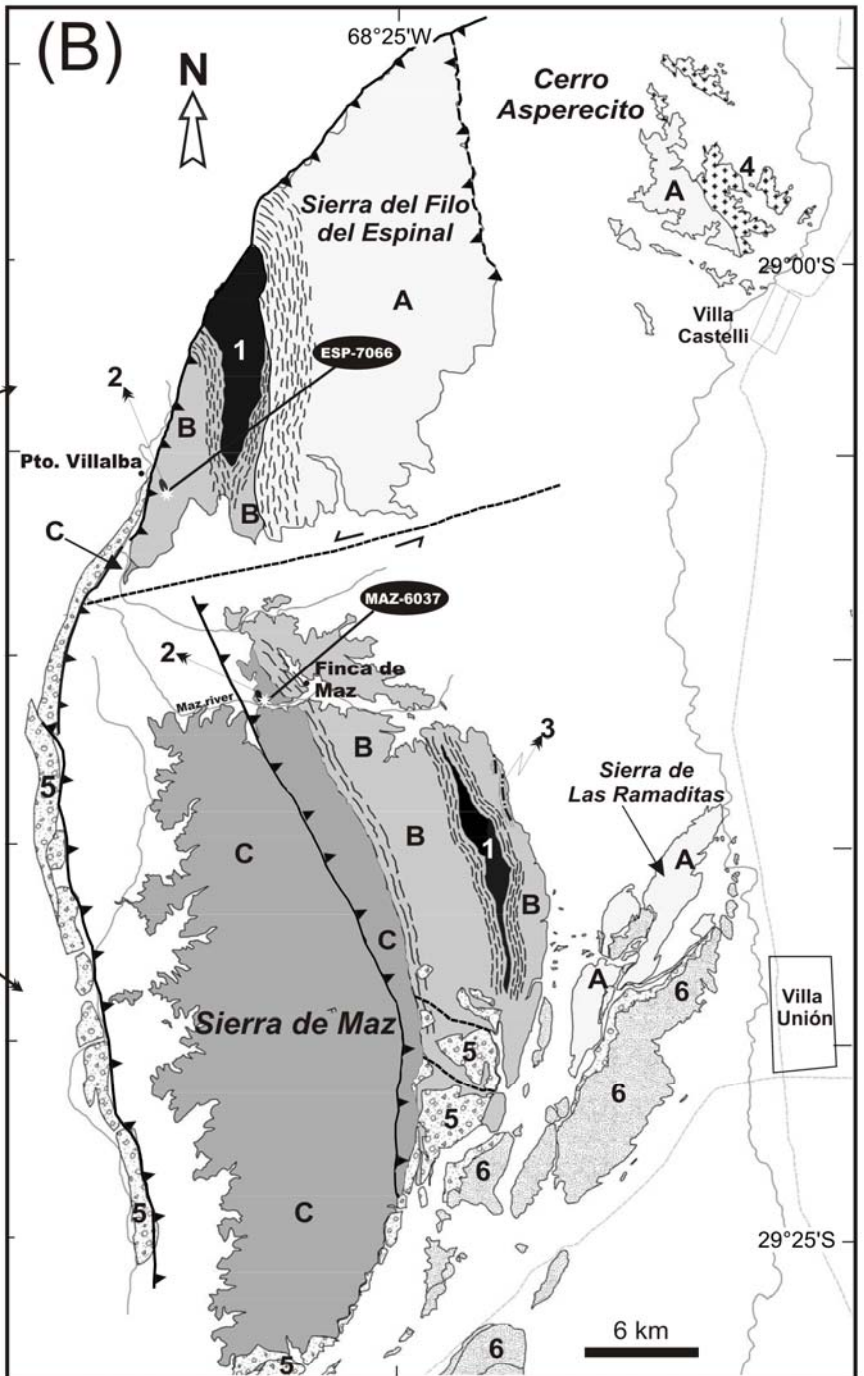 (B)
68°25'W
N
Cerro
Asperecito
4
A
Sierra del Filo
del Espinal
29°00'S
A
Villa
Castelli
1
ESP-7066
2
B
Pto. Villalba
B
C
MAZ-6037
2
Finca de
Maz
Maz river
B
3
5
Sierra de
Las Ramaditas
C
B
1
A
B
C
A
6
Villa
Unión
Sierra de Maz
5
6
5
6
C
5
29°25'S
6 km
6
5